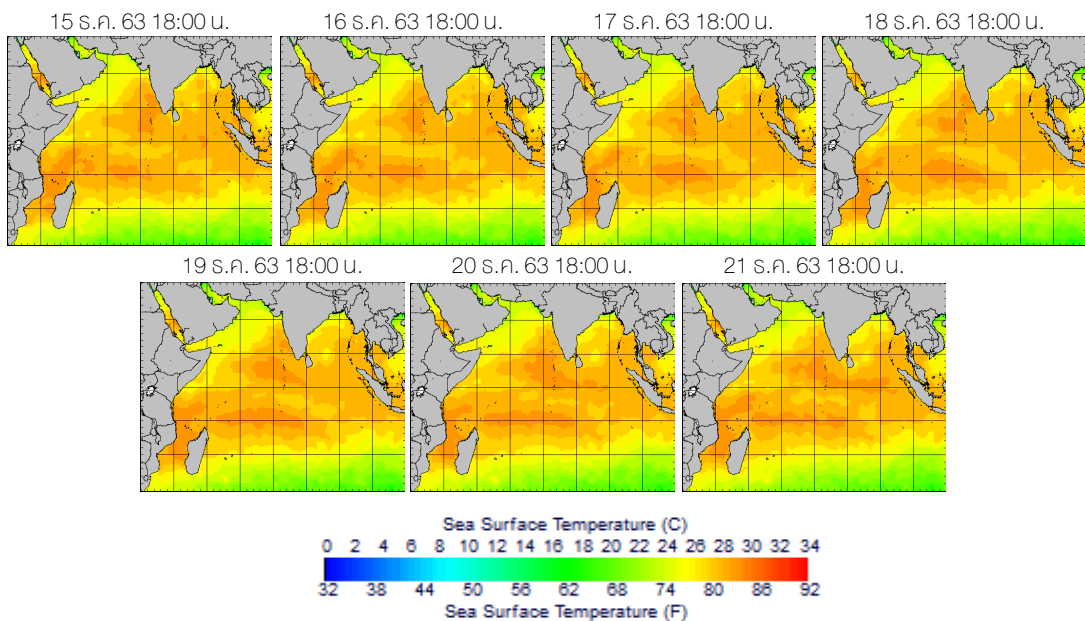 15 ธ.ค. 63 18:00 น. 16 ธ.ค. 63 18:00 น. 17 ธ.ค. 63 18:00 น. 18 ธ.ค. 63 18:00 น.
19 ธ.ค. 63 18:00 น. 20 ธ.ค. 63 18:00 น. 21 ธ.ค. 63 18:00 น.
Sea Surface Temperature (C)
0 2 4 6 8 10 12 14 16 18 20 22 24 26 28 30 32 34
32 38 44 50 56 62 68 74 80 86 92
Sea Surface Temperature (F)